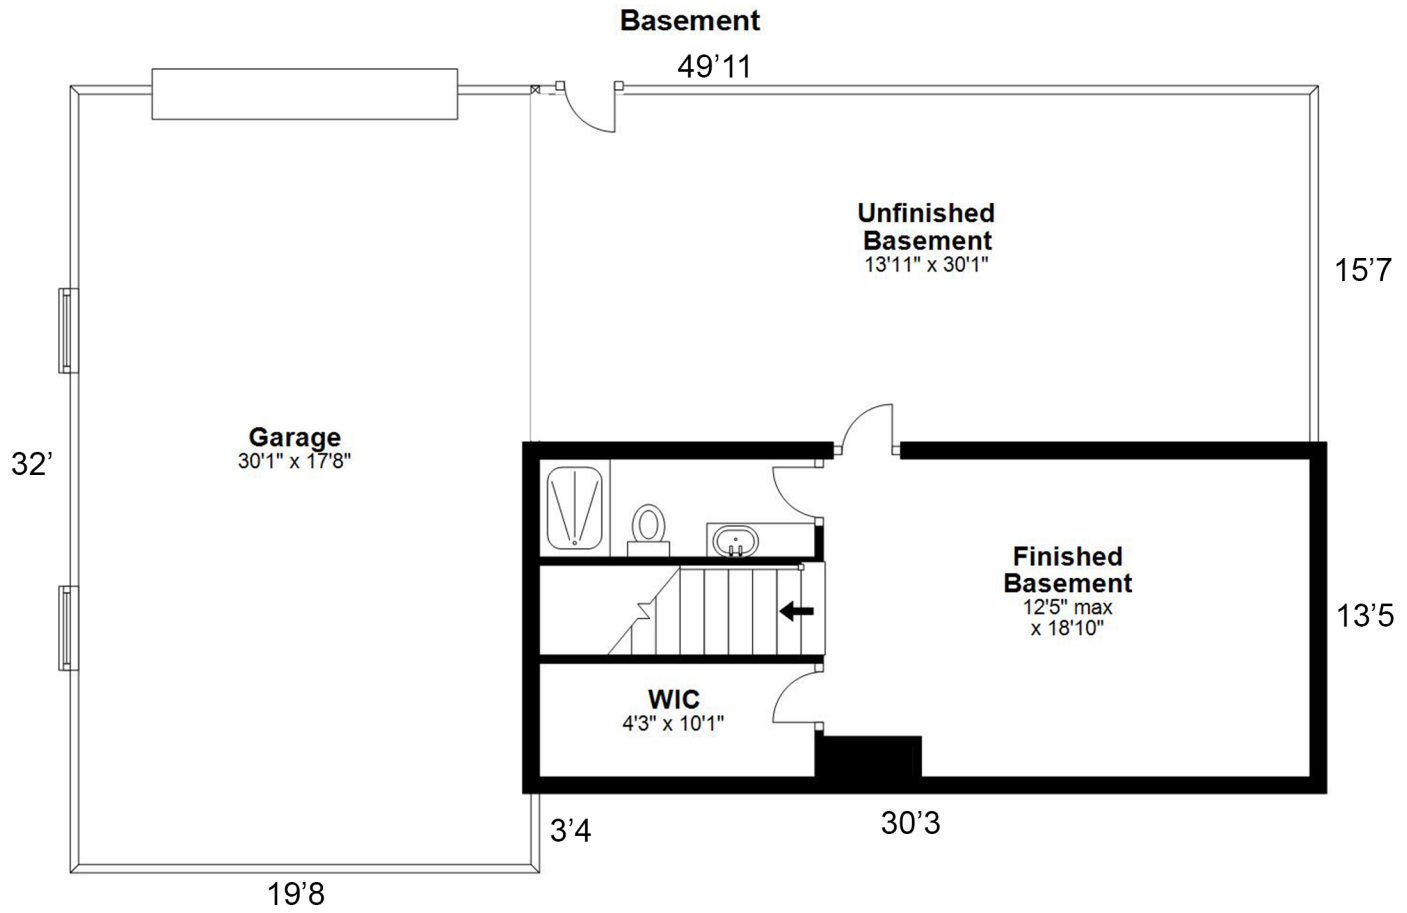 Basement
49’11
Unfinished
Basement
13'11" x 30'1"
15’7
Garage
30'1" x 17'8"
32’
Finished
Basement
12'5" max
x 18'10"
13’5
WIC
4'3" x 10'1"
3’4
30’3
19’8